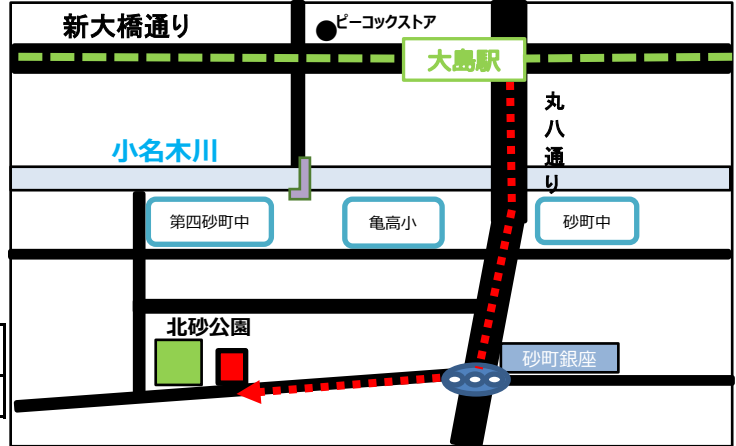 新大橋通り
ピーコックストア
大島駅
丸八通り
小名木川
第四砂町中
亀高小
砂町中
北砂公園
砂町銀座